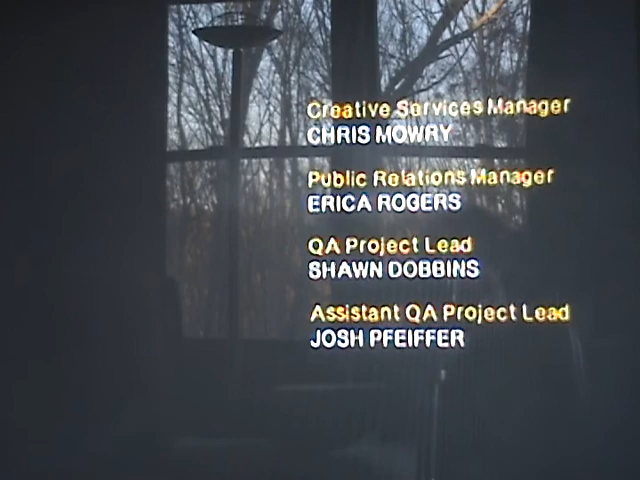 Creative Services Manager
CHRIS MOWRY
Public Relations Manager
ERICA ROGERS
QA Project Lead
SHAWN DOBBINS
Assistant QA Project Lead
JOSH PFEIFFER